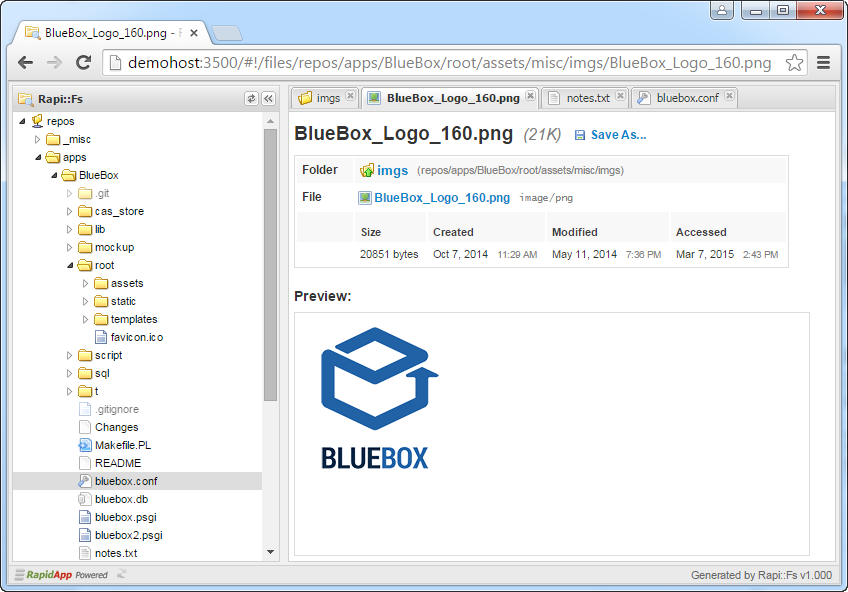 BlueBox_Logo_160.png - F
demohost:3500/#!/files/repos/apps/BlueBox/root/assets/misc/imgs/BlueBox_Logo_160.png
Rapi::Fs
repos
_misc
apps
BlueBox
.git
cas_store
lib
mockup
root
assets
static
templates
favicon.ico
script
sql
t
.gitignore
Changes
Makefile.PL
README
bluebox.conf
bluebox.db
bluebox.psgi
bluebox2.psgi
notes.txt
imgs BlueBox_Logo_160.png notes.txt bluebox.conf
BlueBox_Logo_160.png (21K) Save As...
Folder imgs (repos/apps/BlueBox/root/assets/misc/imgs)
File BlueBox_Logo_160.png image/png
Size Created Modified Accessed
20851 bytes Oct 7, 2014 11:29 AM May 11, 2014 7:36 PM Mar 7, 2015 2:43 PM
Preview:
BLUEBOX
RapidApp Powered
Generated by Rapi::Fs v1.000